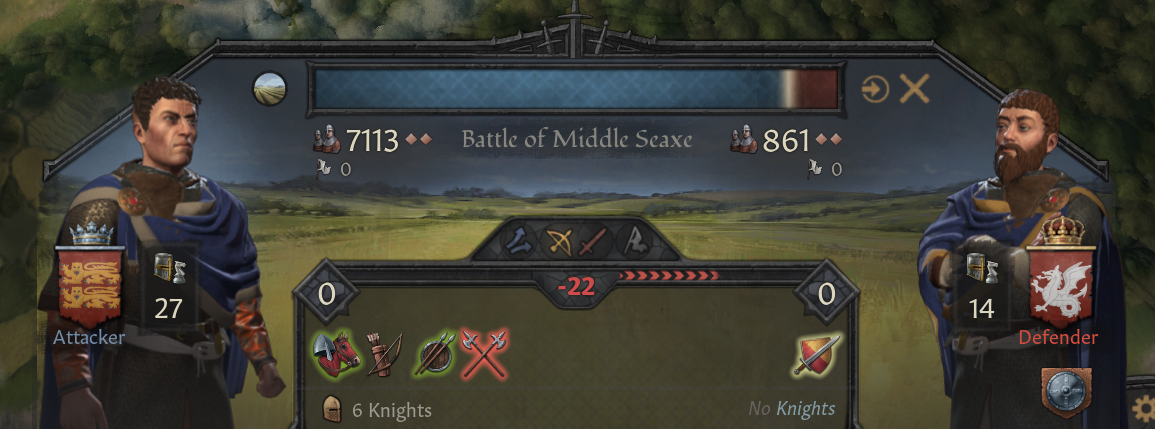 7113 Battle of Middle Seaxe 861
0 0
-22
0 0
27 14
Attacker Defender
6 Knights No Knights